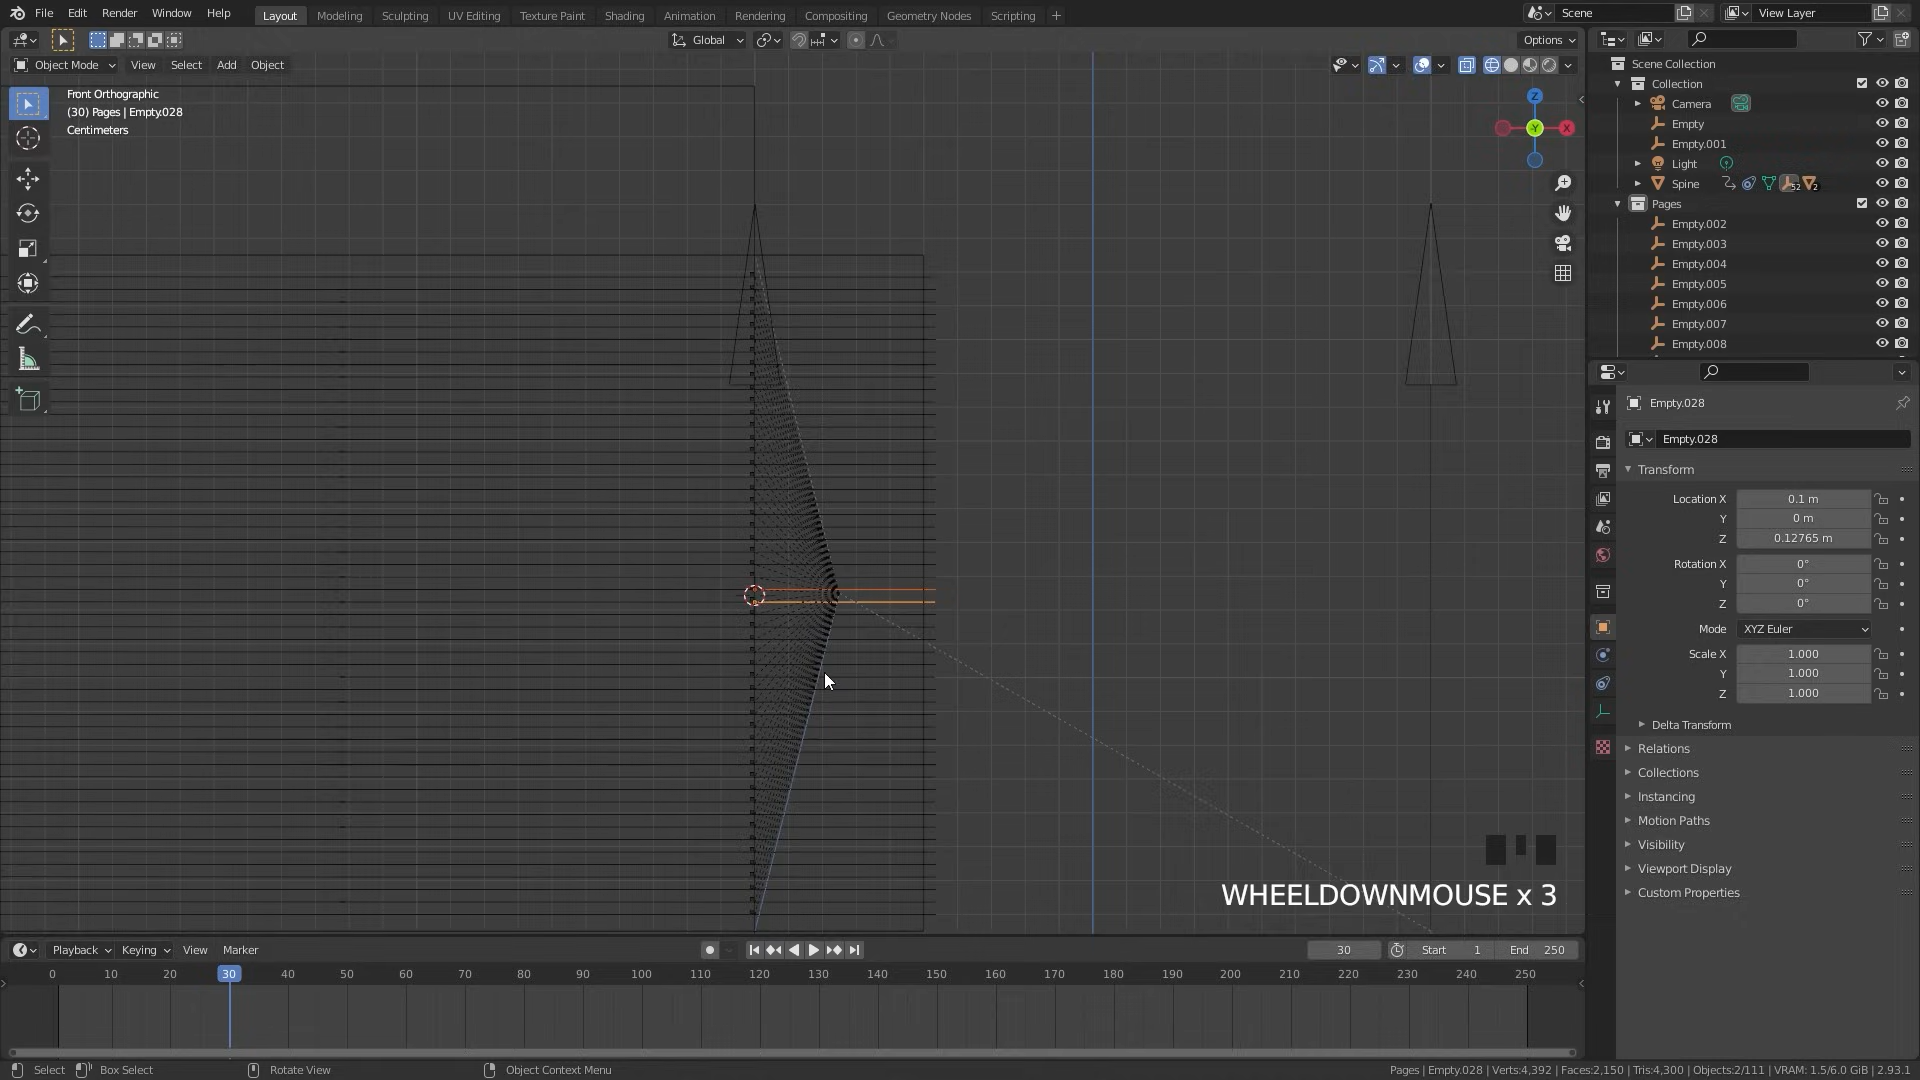 File Edit Render Window Help
Layout Modeling Sculpting UV Editing Texture Paint Shading Animation Rendering Compositing Geometry Nodes Scripting +
Scene
View Layer
Global
Options
Object Mode View Select Add Object
Front Orthographic
(30) Pages | Empty.028
Centimeters
Z
Y
X
Scene Collection
Collection
Camera
Empty
Empty.001
Light
Spine 52 2
Pages
Empty.002
Empty.003
Empty.004
Empty.005
Empty.006
Empty.007
Empty.008
Empty.028
Empty.028
Transform
Location X 0.1 m
Y 0 m
Z 0.12765 m
Rotation X 0°
Y 0°
Z 0°
Mode XYZ Euler
Scale X 1.000
Y 1.000
Z 1.000
Delta Transform
Relations
Collections
Instancing
Motion Paths
Visibility
Viewport Display
Custom Properties
WHEELDOWNMOUSE x 3
Playback Keying View Marker
30 Start 1 End 250
0 10 20 30 40 50 60 70 80 90 100 110 120 130 140 150 160 170 180 190 200 210 220 230 240 250
Select Box Select Rotate View Object Context Menu
Pages | Empty.028 | Verts:4,392 | Faces:2,150 | Tris:4,300 | Objects:2/111 | VRAM: 1.5/6.0 GiB | 2.93.1